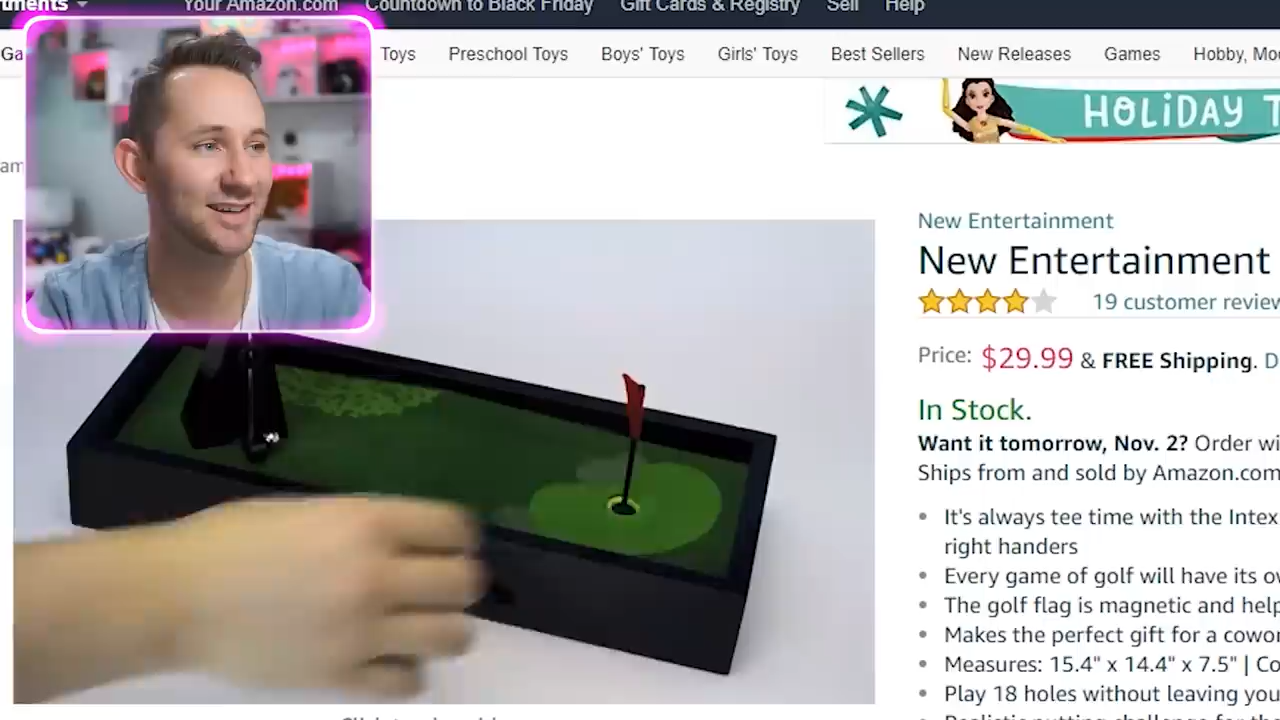 Your Amazon.com Countdown to Black Friday Gift Cards & Registry Sell Help
Toys Preschool Toys Boys' Toys Girls' Toys Best Sellers New Releases Games Hobby,
HOLiDAY
New Entertainment
New Entertainment
19 customer
Price: $29.99 & FREE Shipping.
In Stock.
Want it tomorrow, Nov. 2? Order
Ships from and sold by Amazon.com
It's always tee time with the Intex
right handers
Every game of golf will have its
The golf flag is magnetic and
Makes the perfect gift for a
Measures: 15.4" x 14.4" x 7.5" |
Play 18 holes without leaving